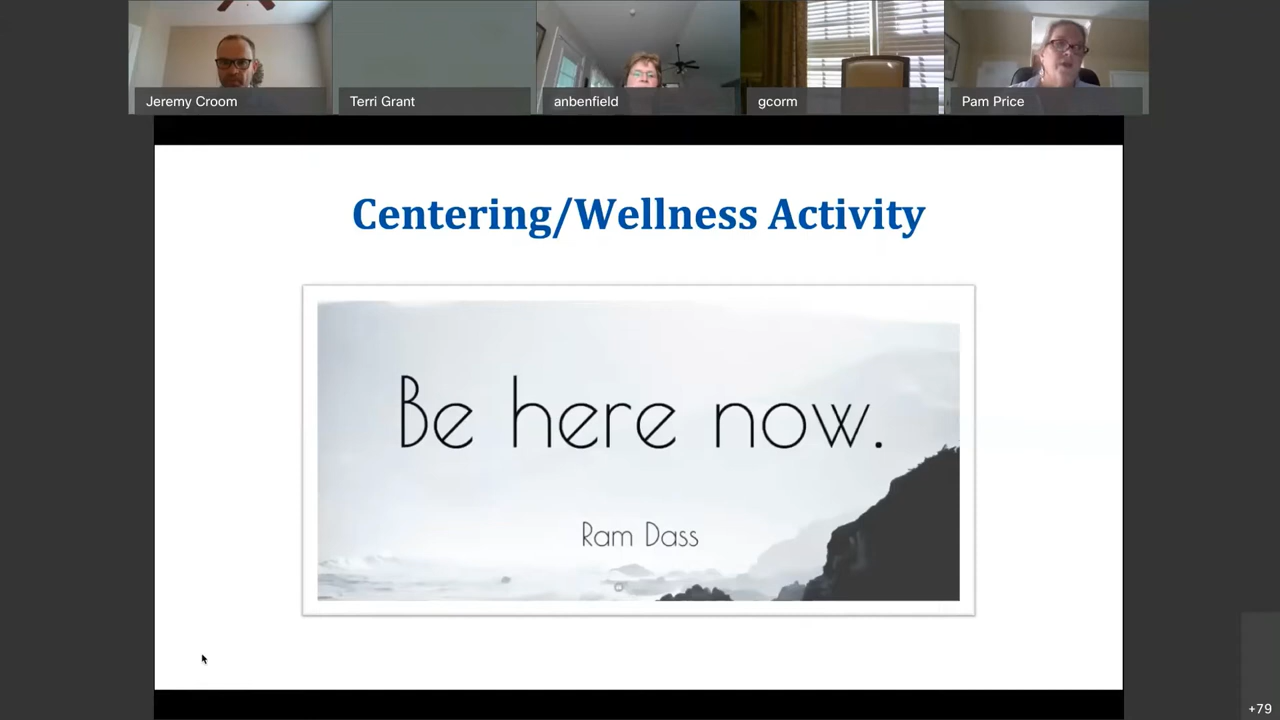 Jeremy Croom
Terri Grant
anbenfield
gcorm
Pam Price
Centering/Wellness Activity
Be here now.
Ram Dass
+79